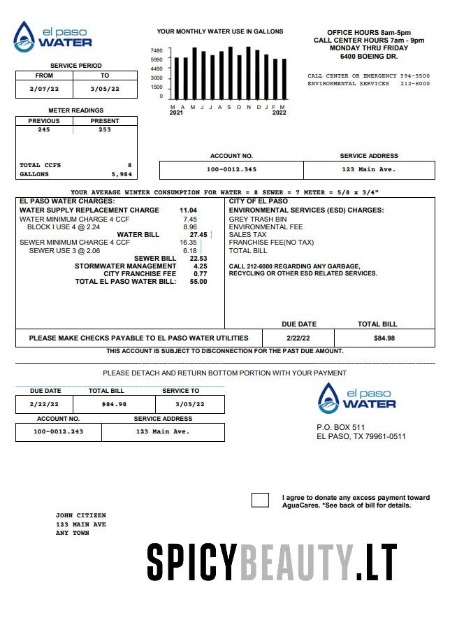 el paso
WATER
YOUR MONTHLY WATER USE IN GALLONS
OFFICE HOURS 8am-5pm
CALL CENTER HOURS 7am - 9pm
MONDAY THRU FRIDAY
6400 BOEING DR.
CALL CENTER OR EMERGENCY 594-5500
ENVIRONMENTAL SERVICES 212-6000
7480
5450
4490
3000
1500
0
M A M J J A S O N D J F M
2021 2022
SERVICE PERIOD
FROM TO
2/07/22 3/05/22
METER READINGS
PREVIOUS PRESENT
245 253
TOTAL CCFS 8
GALLONS 5,984
ACCOUNT NO. SERVICE ADDRESS
100-0012.345 123 Main Ave.
YOUR AVERAGE WINTER CONSUMPTION FOR WATER = 8 SEWER = 7 METER = 5/8 x 3/4"
EL PASO WATER CHARGES:
WATER SUPPLY REPLACEMENT CHARGE 11.04
WATER MINIMUM CHARGE 4 CCF 7.45
BLOCK I USE 4 @ 2.24 8.96
WATER BILL 27.45
SEWER MINIMUM CHARGE 4 CCF 16.35
SEWER USE 3 @ 2.06 6.18
SEWER BILL 22.53
STORMWATER MANAGEMENT 4.25
CITY FRANCHISE FEE 0.77
TOTAL EL PASO WATER BILL: 55.00
CITY OF EL PASO
ENVIRONMENTAL SERVICES (ESD) CHARGES:
GREY TRASH BIN
ENVIRONMENTAL FEE
SALES TAX
FRANCHISE FEE(NO TAX)
TOTAL BILL
CALL 212-6000 REGARDING ANY GARBAGE,
RECYCLING OR OTHER ESD RELATED SERVICES.
DUE DATE TOTAL BILL
PLEASE MAKE CHECKS PAYABLE TO EL PASO WATER UTILITIES 2/22/22 $84.98
THIS ACCOUNT IS SUBJECT TO DISCONNECTION FOR THE PAST DUE AMOUNT.
PLEASE DETACH AND RETURN BOTTOM PORTION WITH YOUR PAYMENT
DUE DATE TOTAL BILL SERVICE TO
2/22/22 $84.98 3/05/22
ACCOUNT NO. SERVICE ADDRESS
100-0012.243 123 Main Ave.
el paso
WATER
P.O. BOX 511
EL PASO, TX 79961-0511
I agree to donate any excess payment toward
AguaCares. *See back of bill for details.
JOHN CITIZEN
123 MAIN AVE
ANY TOWN
SPICYBEAUTY.LT